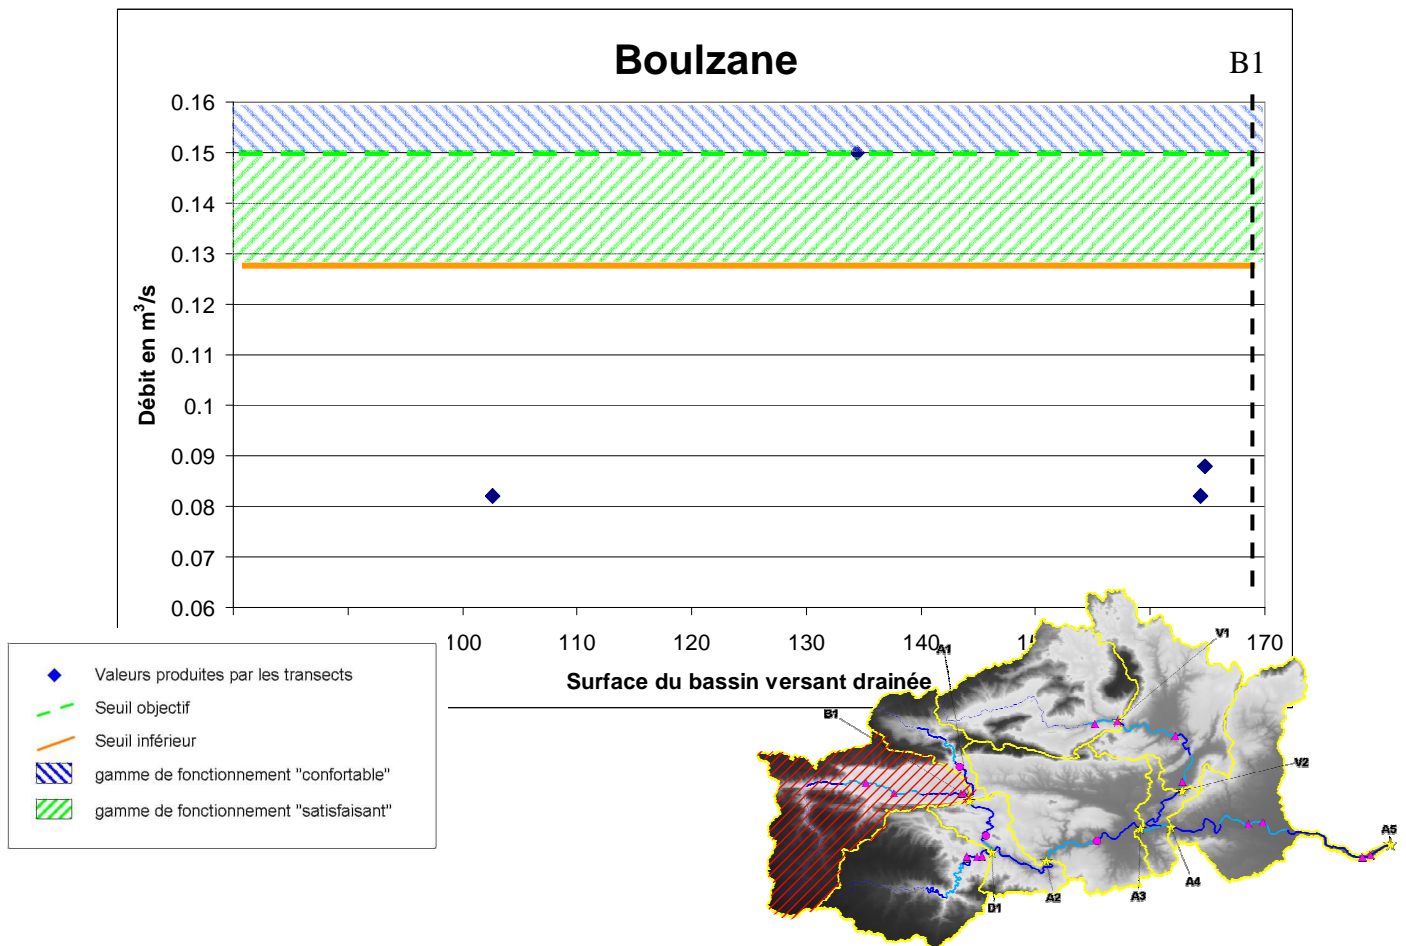 Boulzane
B1
0.16
0.15
0.14
0.13
0.12
0.11
0.1
0.09
0.08
0.07
0.06
Débit en m³/s
100 110 120 130 140 170
Surface du bassin versant drainée
Valeurs produites par les transects
Seuil objectif
Seuil inférieur
gamme de fonctionnement "confortable"
gamme de fonctionnement "satisfaisant"
V1
A1
B1
V2
A5
A4
A3
A2
D1